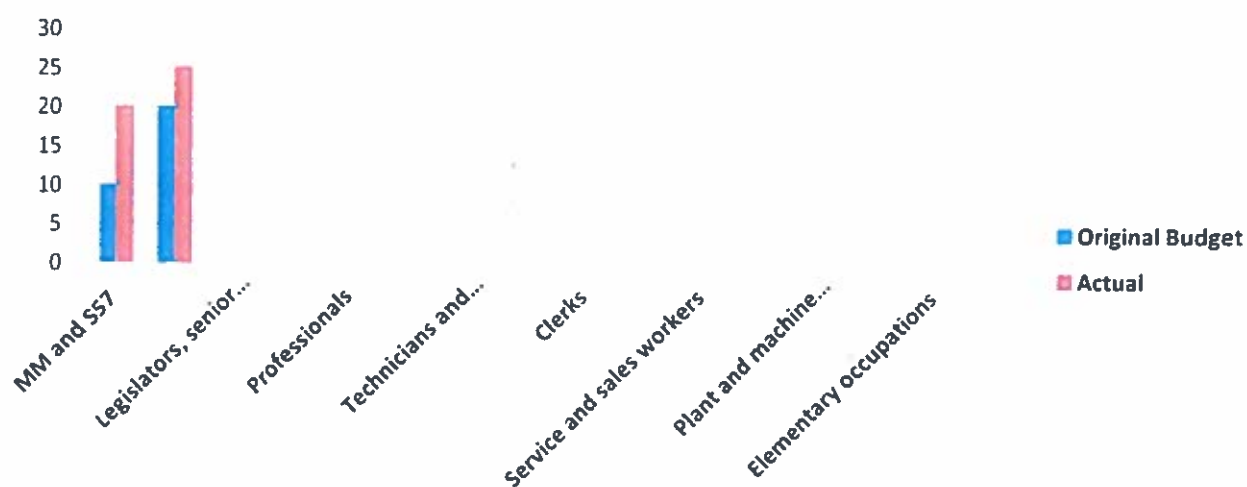 30
25
20
15
10
5
0
MM and S57
Legislators, senior...
Professionals
Technicians and...
Clerks
Service and sales workers
Plant and machine...
Elementary occupations
Original Budget
Actual